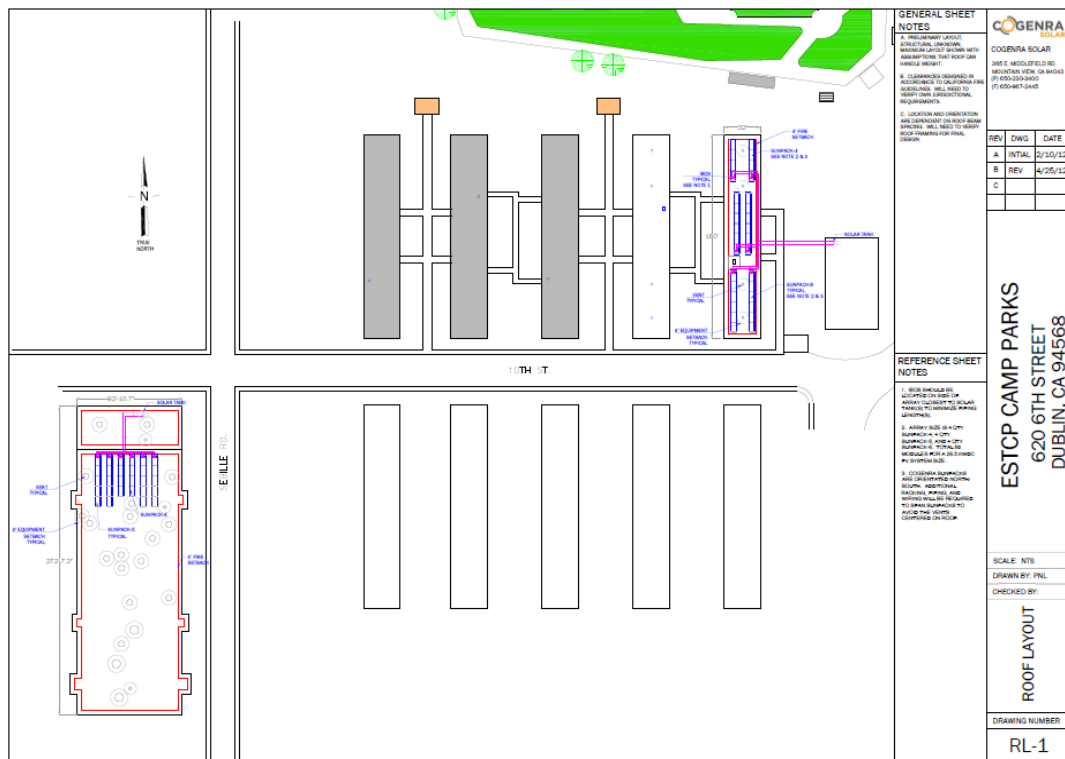 GENERAL SHEET
NOTES
A. PRELIMINARY LAYOUT,
STRUCTURAL UNKNOWN.
MAXIMUM LAYOUT SHOWN WITH
ASSUMPTIONS THAT ROOF CAN
HANDLE WEIGHT.
B. CLEARANCES DESIGNED IN
ACCORDANCE TO CALIFORNIA FIRE
GUIDELINES. WILL NEED TO
VERIFY OWN JURISDICTIONAL
REQUIREMENTS.
C. LOCATION AND ORIENTATION
ARE DEPENDENT ON ROOF BEAM
SPACING. WILL NEED TO VERIFY
ROOF FRAMING FOR FINAL
DESIGN.
COGENRA
SOLAR
COGENRA SOLAR
365 E. MIDDLEFIELD RD.
MOUNTAIN VIEW, CA 94043
(P) 650-230-3400
(F) 650-967-2445
REV DWG DATE
A INTIAL 2/10/12
B REV 4/25/12
C
N
TRUE
NORTH
4' FIRE
SETBACK
SUNPACK-4
SEE NOTE 2 & 3
BOS
TYPICAL
SEE NOTE 1
SOLAR TANK
SUNPACK-6
TYPICAL
SEE NOTE 2 & 3
VENT
TYPICAL
4' EQUIPMENT
SETBACK
TYPICAL
10TH ST.
RD.
SOLAR TANK
VENT
TYPICAL
SUNPACK-4
SUNPACK-5
TYPICAL
4' EQUIPMENT
SETBACK
TYPICAL
4' FIRE
SETBACK
REFERENCE SHEET
NOTES
1. BOS SHOULD BE
LOCATED ON SIDE OF
ARRAY CLOSEST TO SOLAR
TANK(S) TO MINIMIZE PIPING
LENGTH(S).
2. ARRAY SIZE IS 4 QTY
SUNPACK-4, 4 QTY
SUNPACK-5, AND 4 QTY
SUNPACK-6. TOTAL
MODULES FOR A KWDC
PV SYSTEM SIZE.
3. COGENRA SUNPACKS
ARE ORIENTATED NORTH
SOUTH. ADDITIONAL
RACKING, PIPING, AND
WIRING WILL BE REQUIRED
TO SPAN SUNPACKS TO
AVOID THE VENTS
CENTERED ON ROOF.
ESTCP CAMP PARKS
620 6TH STREET
DUBLIN, CA 94568
SCALE: NTS
DRAWN BY: PNL
CHECKED BY:
ROOF LAYOUT
DRAWING NUMBER
RL-1